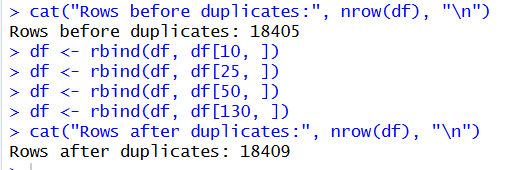 > cat("Rows before duplicates:", nrow(df), "\n")
Rows before duplicates: 18405
> df <- rbind(df, df[10, ])
> df <- rbind(df, df[25, ])
> df <- rbind(df, df[50, ])
> df <- rbind(df, df[130, ])
> cat("Rows after duplicates:", nrow(df), "\n")
Rows after duplicates: 18409
>